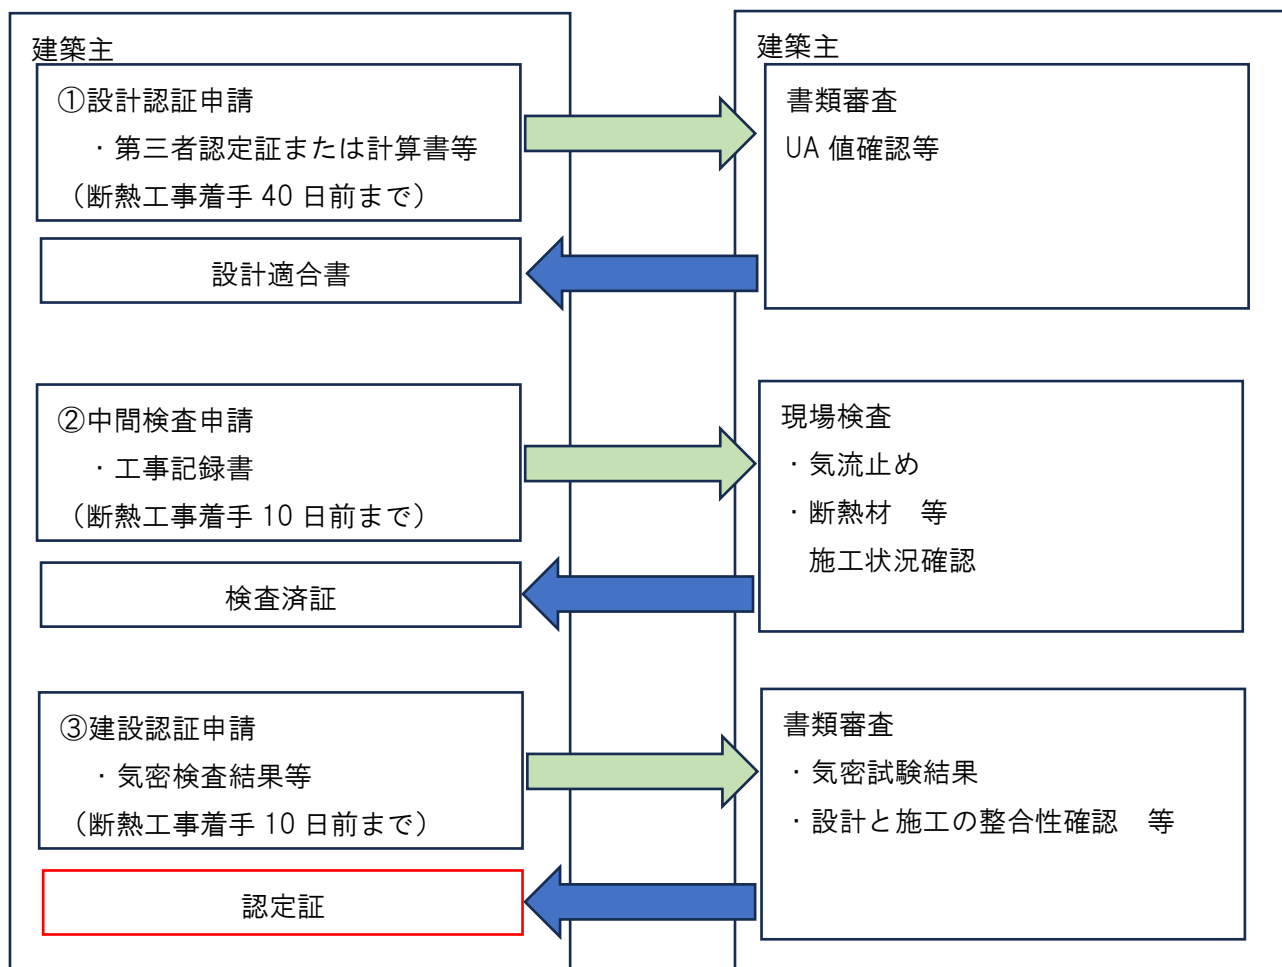 建築主
①設計認証申請
・第三者認定証または計算書等
（断熱工事着手 40 日前まで）
設計適合書
②中間検査申請
・工事記録書
（断熱工事着手 10 日前まで）
検査済証
③建設認証申請
・気密検査結果等
（断熱工事着手 10 日前まで）
認定証
建築主
書類審査
UA 値確認等
現場検査
・気流止め
・断熱材　等
施工状況確認
書類審査
・気密試験結果
・設計と施工の整合性確認　等